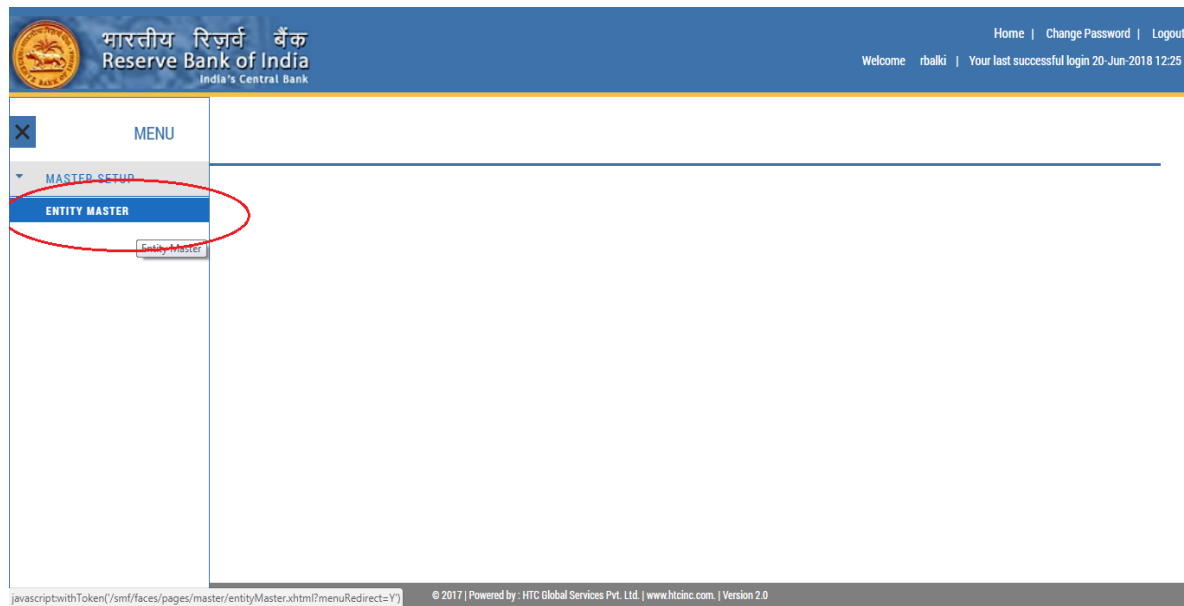 भारतीय रिज़र्व बैंक
Reserve Bank of India
India's Central Bank
Home | Change Password | Logout
Welcome rbalki | Your last successful login 20-Jun-2018 12:25
MENU
MASTER SETUP
ENTITY MASTER
Entity Master
javascript:withToken('/smf/faces/pages/master/entityMaster.xhtml?menuRedirect=Y')
© 2017 | Powered by : HTC Global Services Pvt. Ltd. | www.htcinc.com. | Version 2.0